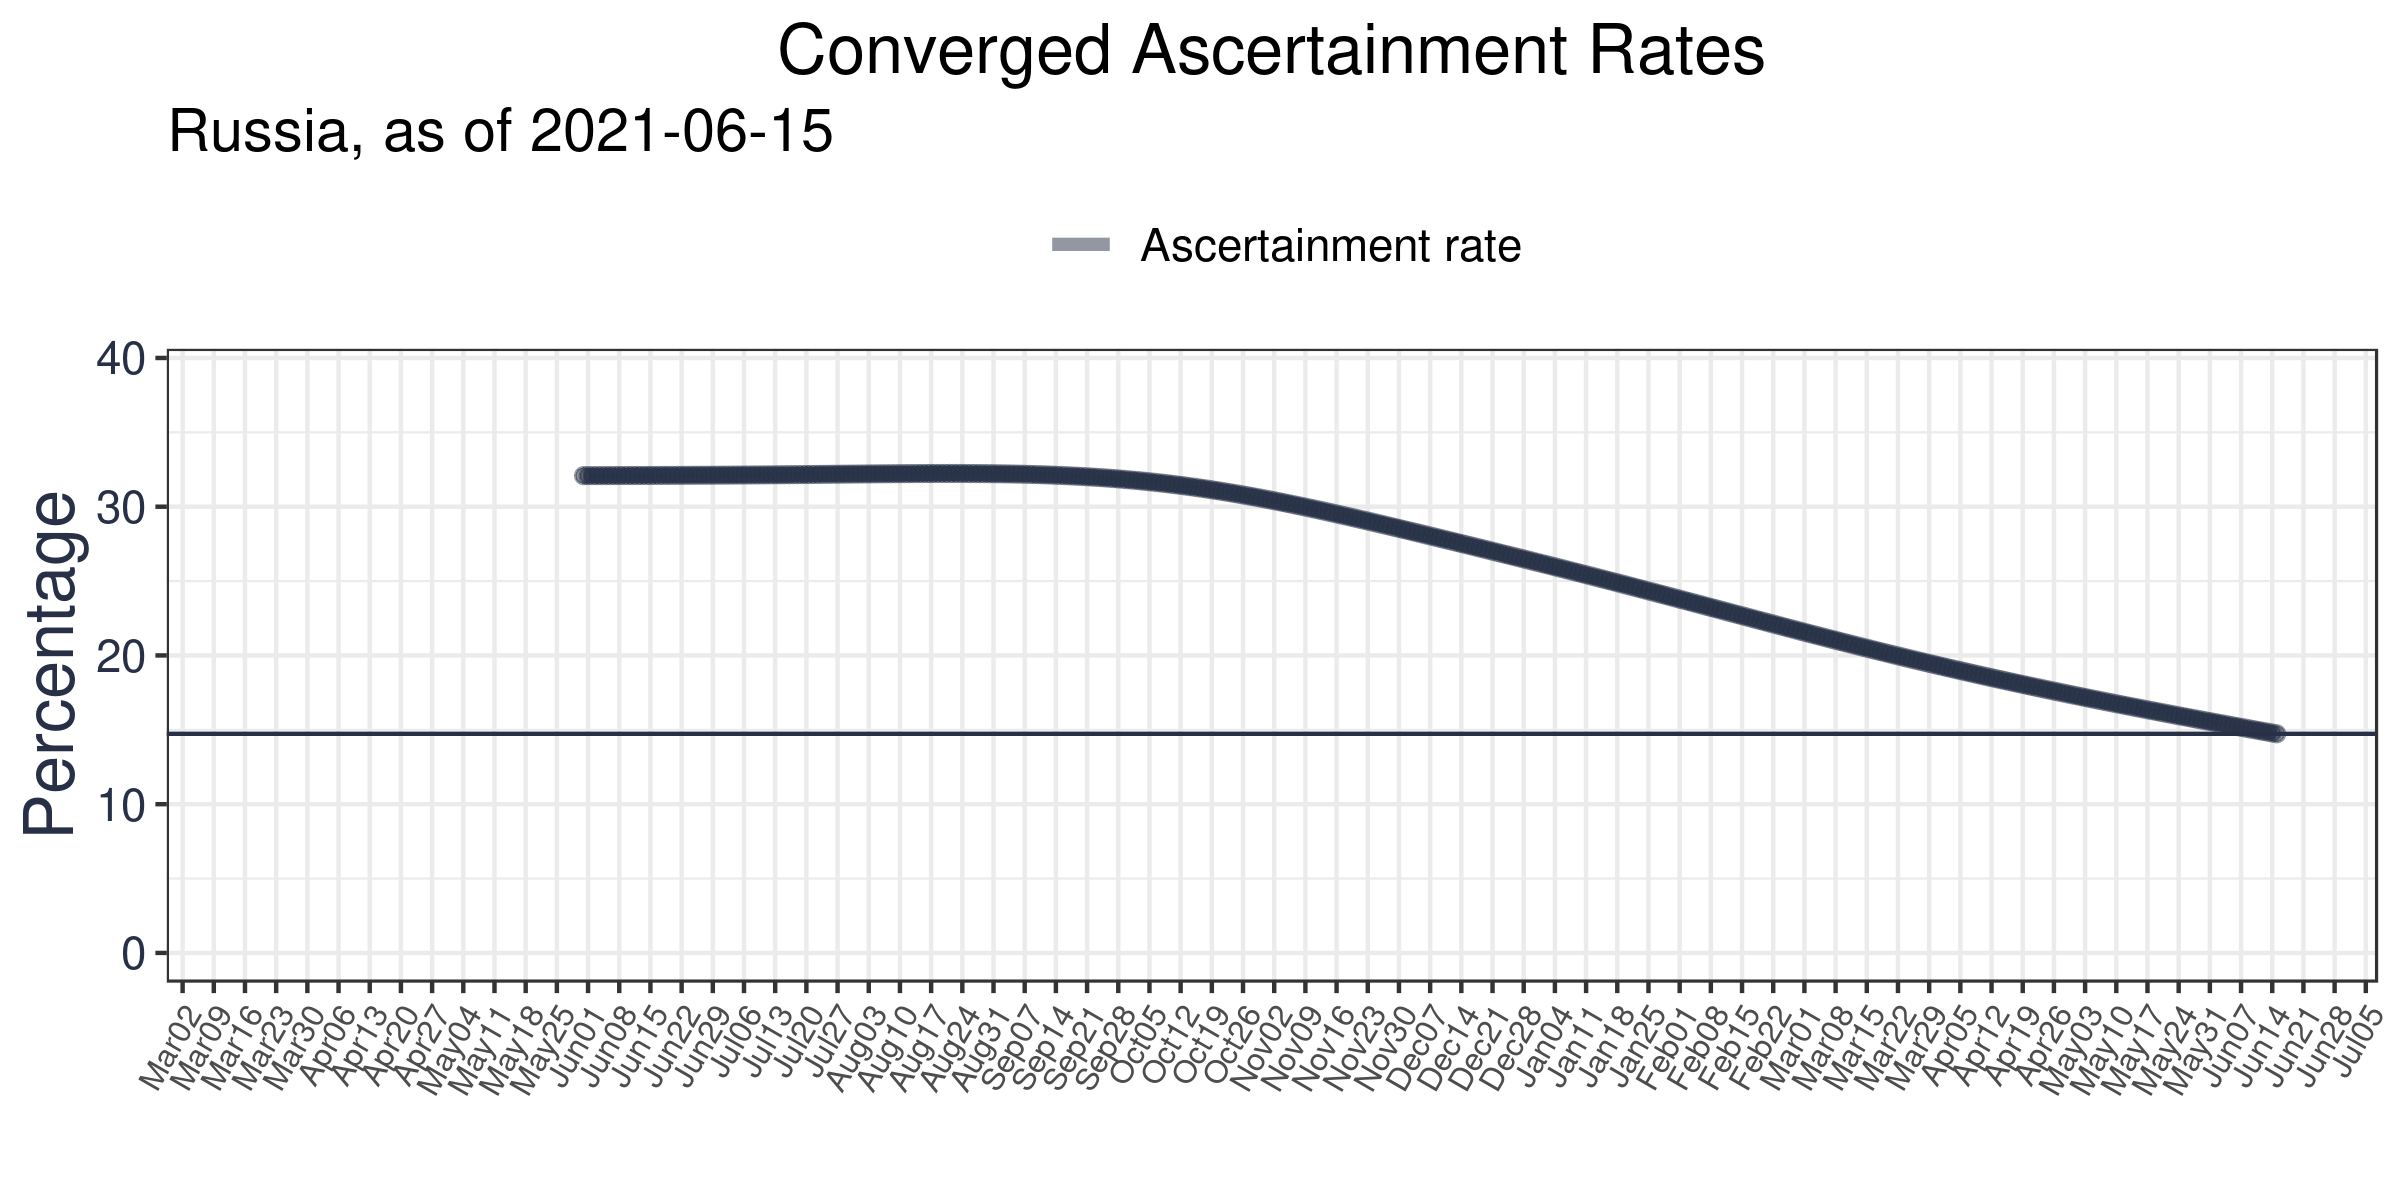 Converged Ascertainment Rates
Russia, as of 2021-06-15
Ascertainment rate
Percentage
40
30
20
10
0
Mar02
Mar09
Mar16
Mar23
Mar30
Apr06
Apr13
Apr20
Apr27
May04
May11
May18
May25
Jun01
Jun08
Jun15
Jun22
Jun29
Jul06
Jul13
Jul20
Jul27
Aug03
Aug10
Aug17
Aug24
Aug31
Sep07
Sep14
Sep21
Sep28
Oct05
Oct12
Oct19
Oct26
Nov02
Nov09
Nov16
Nov23
Nov30
Dec07
Dec14
Dec21
Dec28
Jan04
Jan11
Jan18
Jan25
Feb01
Feb08
Feb15
Feb22
Mar01
Mar08
Mar15
Mar22
Mar29
Apr05
Apr12
Apr19
Apr26
May03
May10
May17
May24
May31
Jun07
Jun14
Jun21
Jun28
Jul05